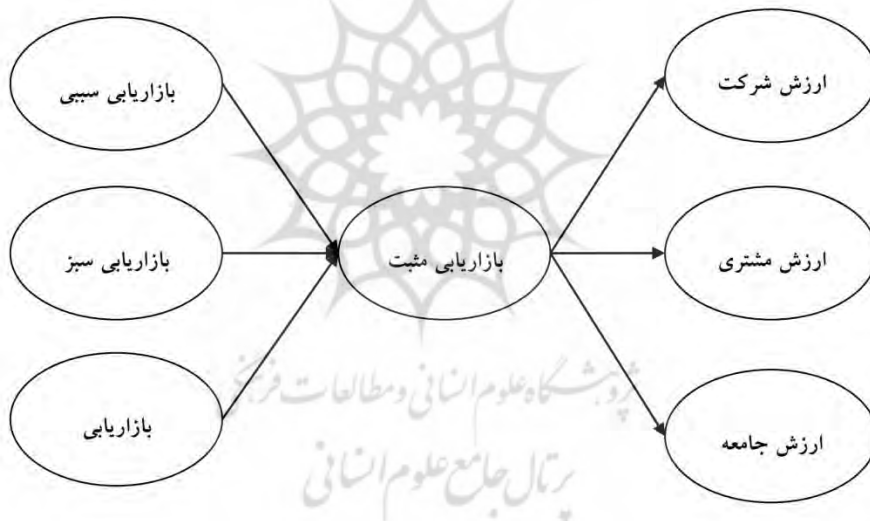 بازاریابی سببی
بازاریابی سبز
بازاریابی
بازاریابی مثبت
ارزش شرکت
ارزش مشتری
ارزش جامعه
پژوهشگاه علوم انسانی و مطالعات فرهنگی
پرتال جامع علوم انسانی